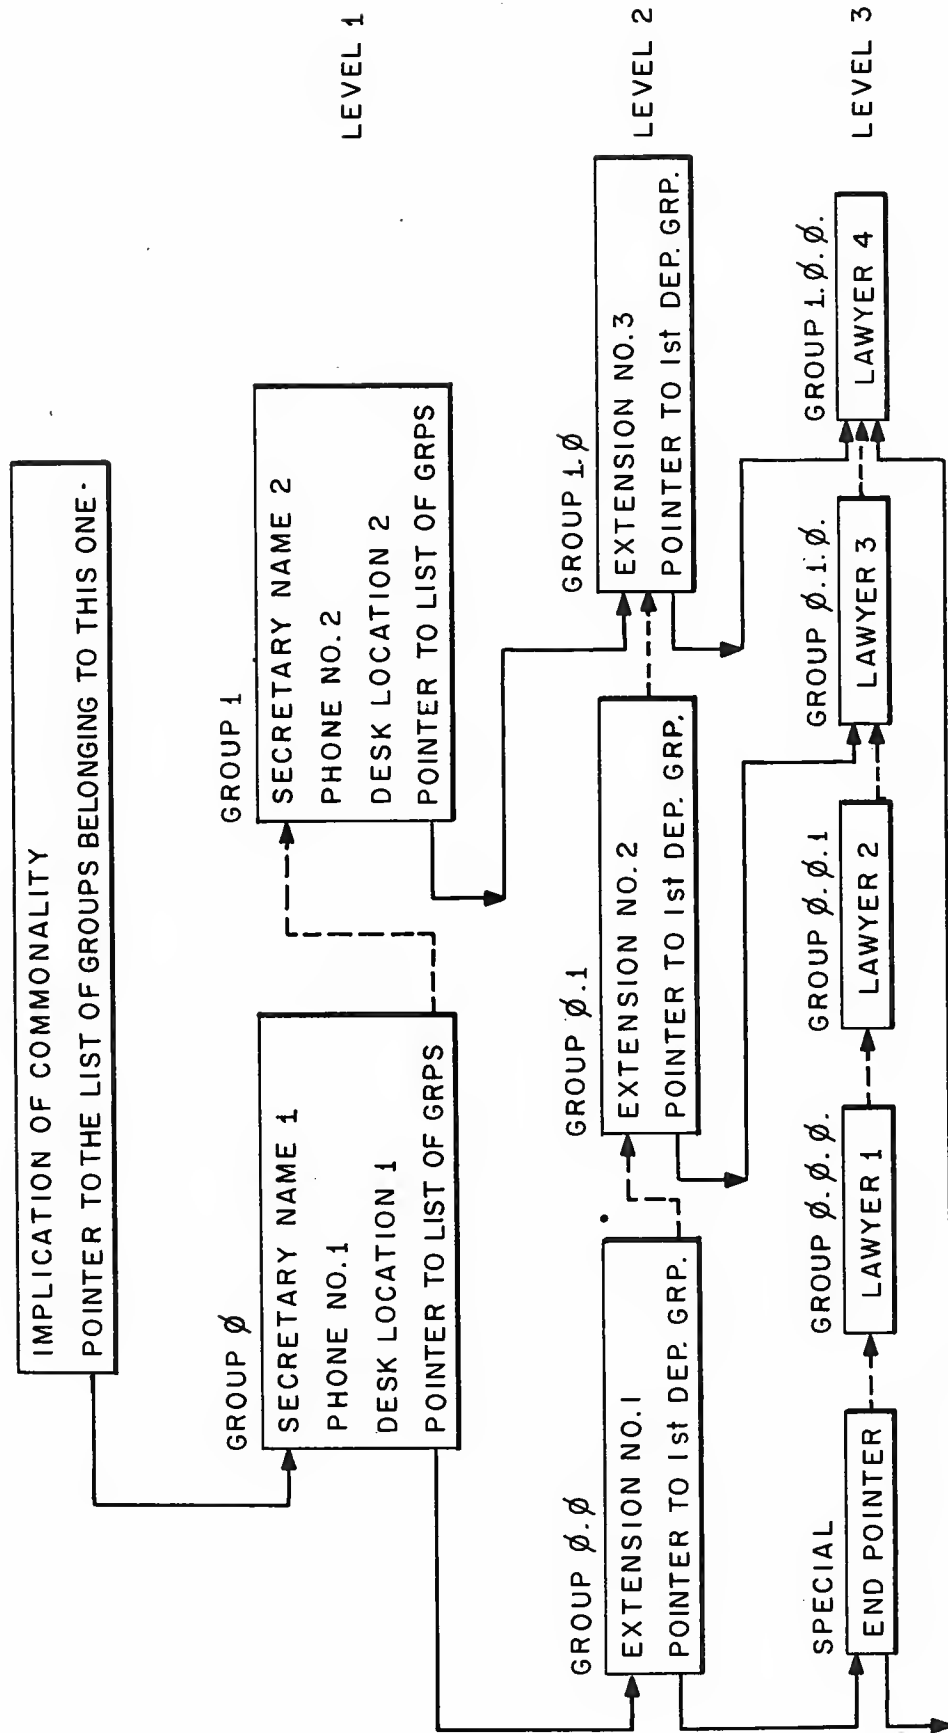 IMPLICATION OF COMMONALITY
POINTER TO THE LIST OF GROUPS BELONGING TO THIS ONE.
GROUP Ø
SECRETARY NAME 1
PHONE NO.1
DESK LOCATION 1
POINTER TO LIST OF GRPS
GROUP 1
SECRETARY NAME 2
PHONE NO.2
DESK LOCATION 2
POINTER TO LIST OF GRPS
LEVEL 1
GROUP Ø.Ø
EXTENSION NO.1
POINTER TO 1st DEP. GRP.
GROUP Ø.1
EXTENSION NO.2
POINTER TO 1st DEP. GRP.
GROUP 1.Ø
EXTENSION NO.3
POINTER TO 1st DEP. GRP.
LEVEL 2
SPECIAL
END POINTER
GROUP Ø.Ø.Ø.
LAWYER 1
GROUP Ø.Ø.1
LAWYER 2
GROUP Ø.1.Ø.
LAWYER 3
GROUP 1.Ø.Ø.
LAWYER 4
LEVEL 3